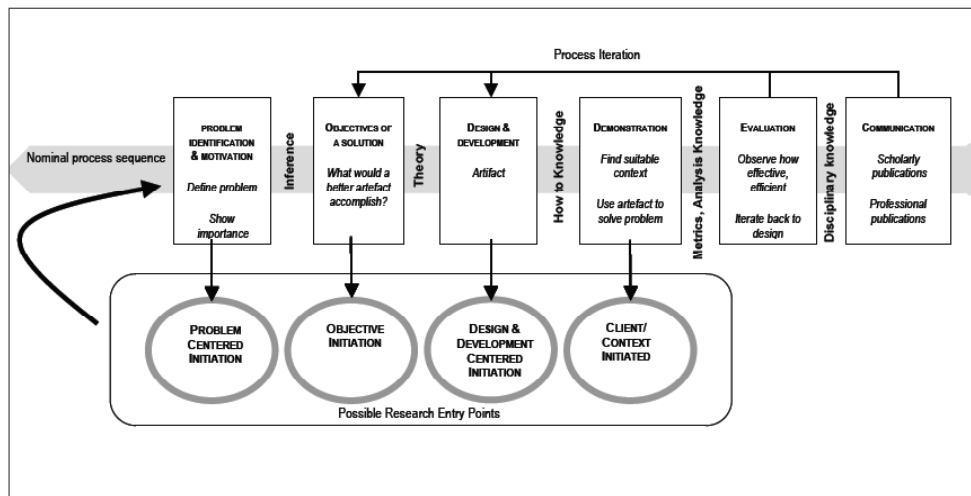 Process Iteration
Nominal process sequence
PROBLEM
IDENTIFICATION
& MOTIVATION
Define problem
Show
importance
Inference
OBJECTIVES OF
A SOLUTION
What would a
better artefact
accomplish?
Theory
DESIGN &
DEVELOPMENT
Artifact
How to Knowledge
DEMONSTRATION
Find suitable
context
Use artefact to
solve problem
Metrics, Analysis Knowledge
EVALUATION
Observe how
effective,
efficient
Iterate back to
design
Disciplinary knowledge
COMMUNICATION
Scholarly
publications
Professional
publications
PROBLEM
CENTERED
INITIATION
OBJECTIVE
INITIATION
DESIGN &
DEVELOPMENT
CENTERED
INITIATION
CLIENT/
CONTEXT
INITIATED
Possible Research Entry Points